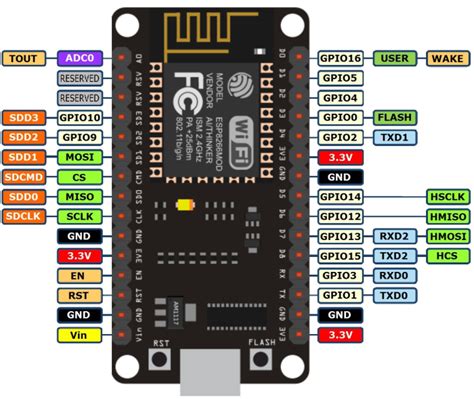 TOUT ADC0
RESERVED
RESERVED
SDD3 GPIO10
SDD2 GPIO9
SDD1 MOSI
SDCMD CS
SDD0 MISO
SDCLK SCLK
GND
3.3V
EN
RST
GND
Vin
A0
RSV
RSV
SD3
SD2
SD1
CMD
SD0
CLK
GND
3V3
EN
RST
GND
Vin
FCC
MODEL
VENDOR
ESP8266MOD
AI/THINKER
ISM 2.4GHz
PA +25dBm
802.11b/g/n
WiFi
AM1117
RST
FLASH
D0
D1
D2
D3
D4
3V3
GND
D5
D6
D7
D8
RX
TX
GND
3V3
GPIO16 USER WAKE
GPIO5
GPIO4
GPIO0 FLASH
GPIO2 TXD1
3.3V
GND
GPIO14 HSCLK
GPIO12 HMISO
GPIO13 RXD2 HMOSI
GPIO15 TXD2 HCS
GPIO3 RXD0
GPIO1 TXD0
GND
3.3V